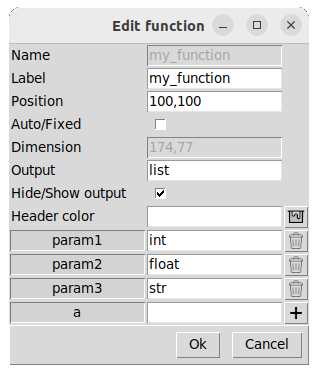 Edit function
Name my_function
Label my_function
Position 100,100
Auto/Fixed
Dimension 174,77
Output list
Hide/Show output
Header color
param1 int
param2 float
param3 str
a +
Ok Cancel